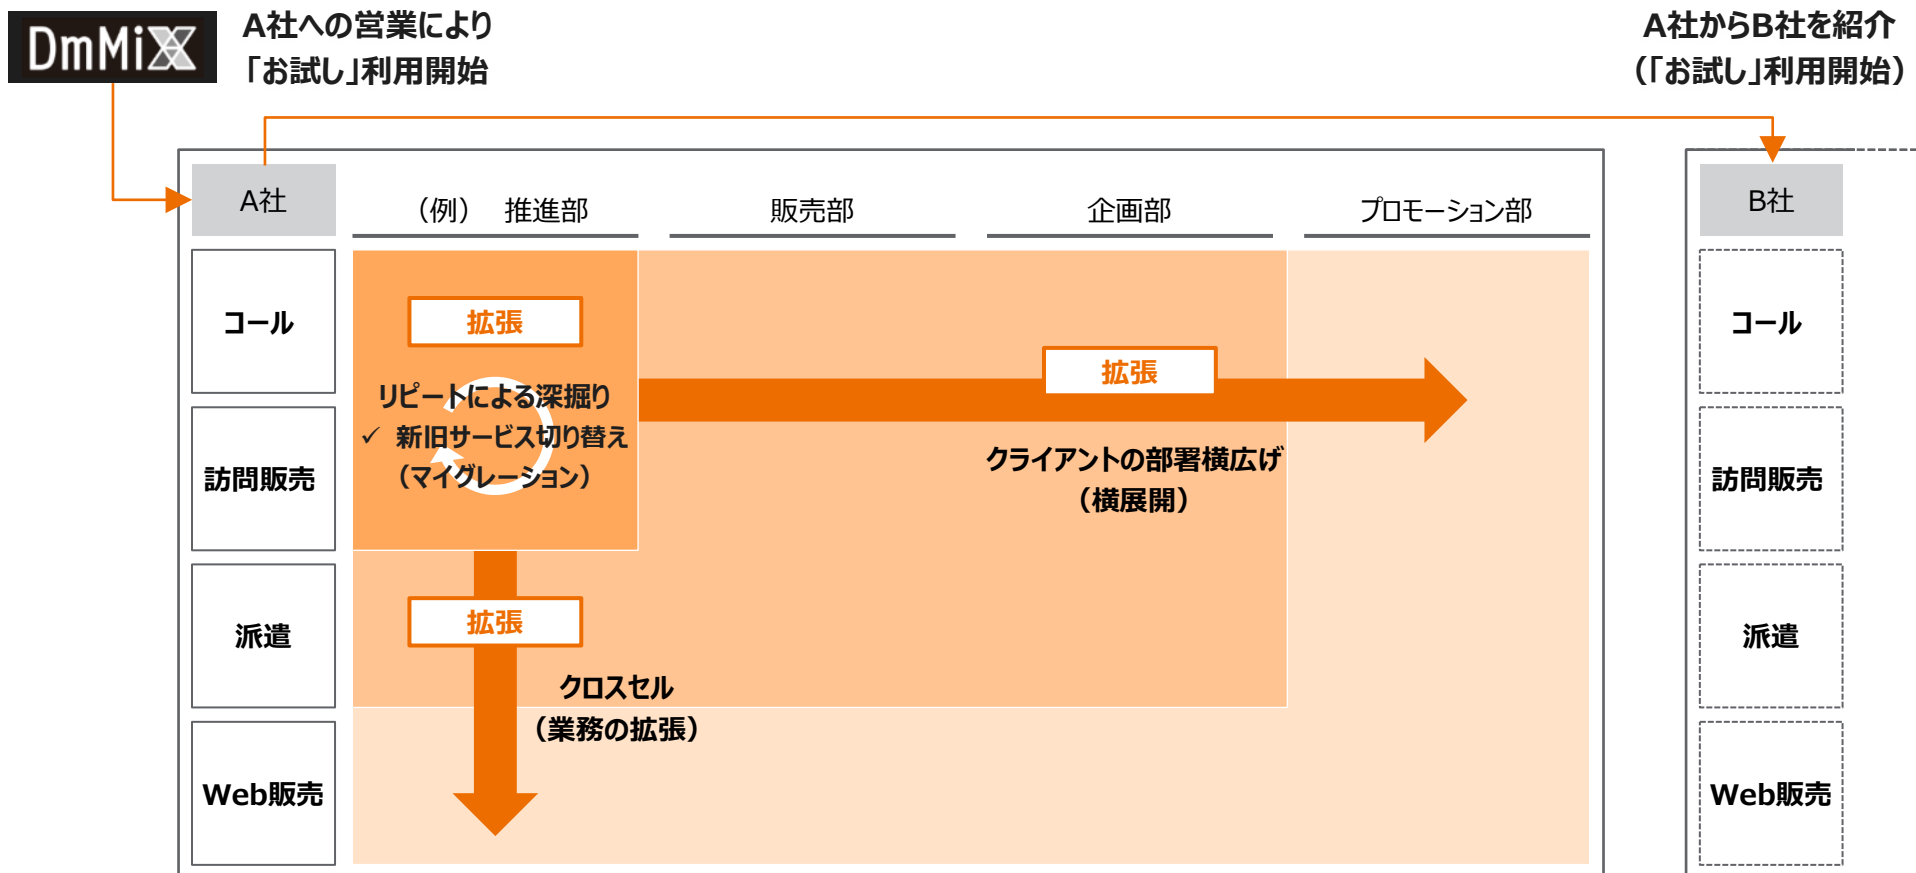 DmMiX
A社への営業により
「お試し」利用開始
A社からB社を紹介
（「お試し」利用開始）
A社
（例）　推進部
販売部
企画部
プロモーション部
B社
コール
訪問販売
派遣
Web販売
拡張
リピートによる深掘り
✓ 新旧サービス切り替え
（マイグレーション）
拡張
クライアントの部署横広げ
（横展開）
拡張
クロスセル
（業務の拡張）
コール
訪問販売
派遣
Web販売